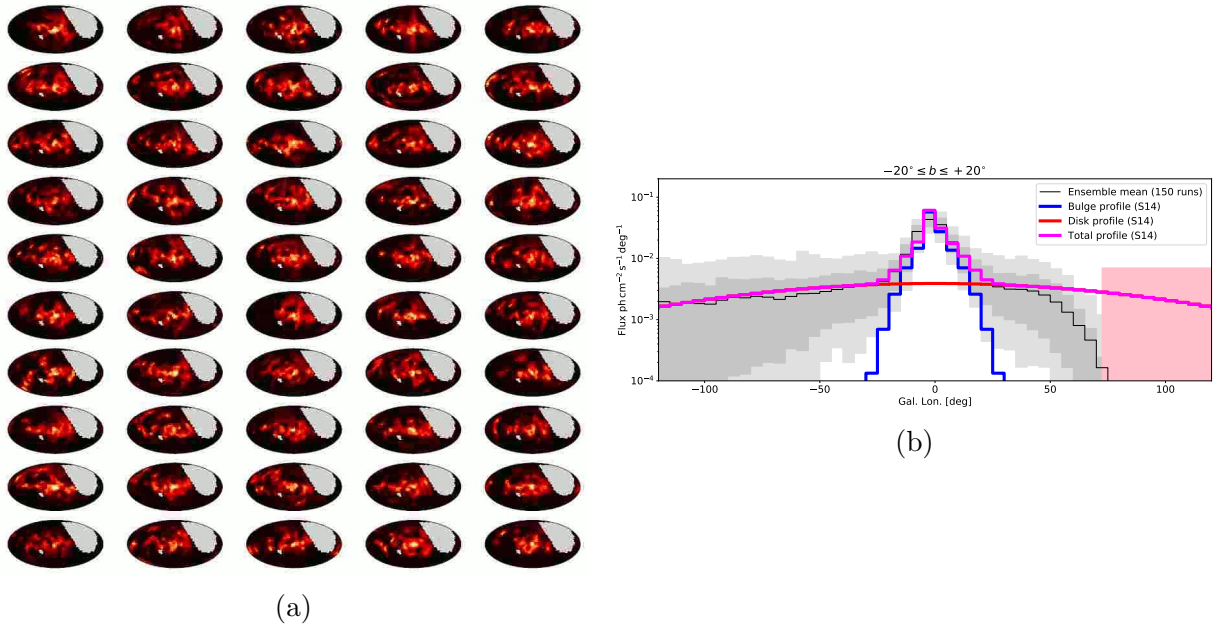 −20° ≤ b ≤ +20°
10⁻¹
10⁻²
10⁻³
10⁻⁴
Flux ph cm⁻² s⁻¹ deg⁻¹
Ensemble mean (150 runs)
Bulge profile (S14)
Disk profile (S14)
Total profile (S14)
−100 −50 0 50 100
Gal. Lon. [deg]
(a)
(b)